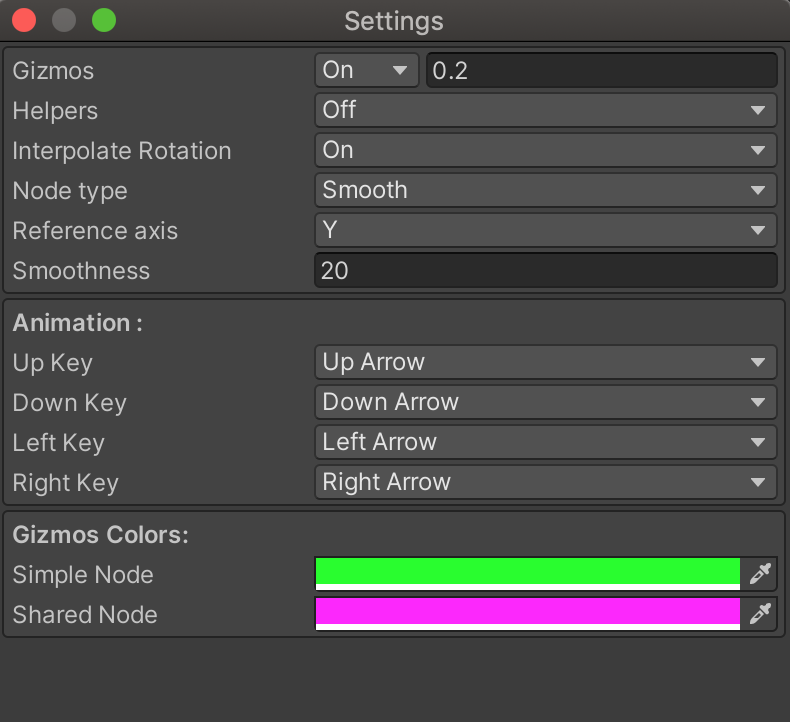 Settings
Gizmos On 0.2
Helpers Off
Interpolate Rotation On
Node type Smooth
Reference axis Y
Smoothness 20
Animation :
Up Key Up Arrow
Down Key Down Arrow
Left Key Left Arrow
Right Key Right Arrow
Gizmos Colors:
Simple Node
Shared Node